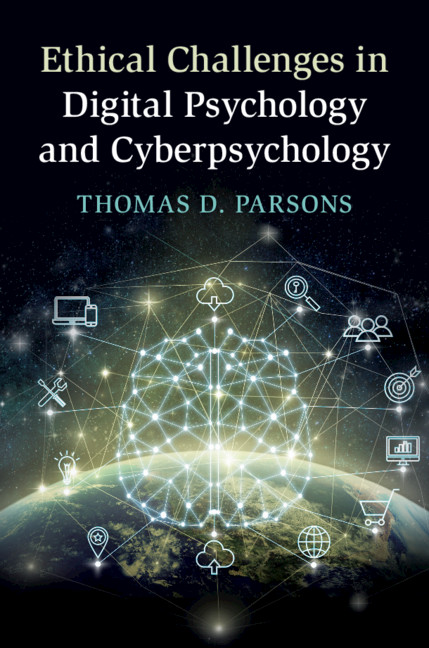 Ethical Challenges in
Digital Psychology
and Cyberpsychology
THOMAS D. PARSONS